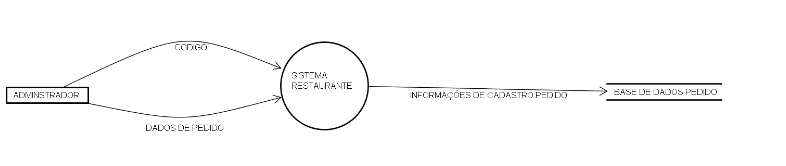 CODIGO
SISTEMA
RESTAURANTE
ADMINSTRADOR
INFORMAÇÕES DE CADASTRO PEDIDO
BASE DE DADOS PEDIDO
DADOS DE PEDIDO